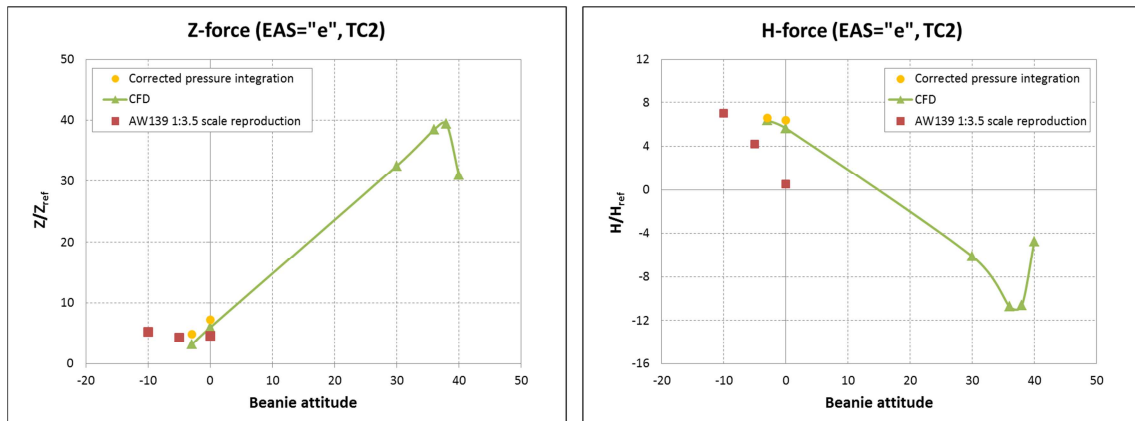 Z-force (EAS="e", TC2)
50
40
30
20
10
0
Z/Zref
Corrected pressure integration
CFD
AW139 1:3.5 scale reproduction
-20 -10 0 10 20 30 40 50
Beanie attitude
H-force (EAS="e", TC2)
12
8
4
0
-4
-8
-12
-16
H/Href
Corrected pressure integration
CFD
AW139 1:3.5 scale reproduction
-20 -10 0 10 20 30 40 50
Beanie attitude